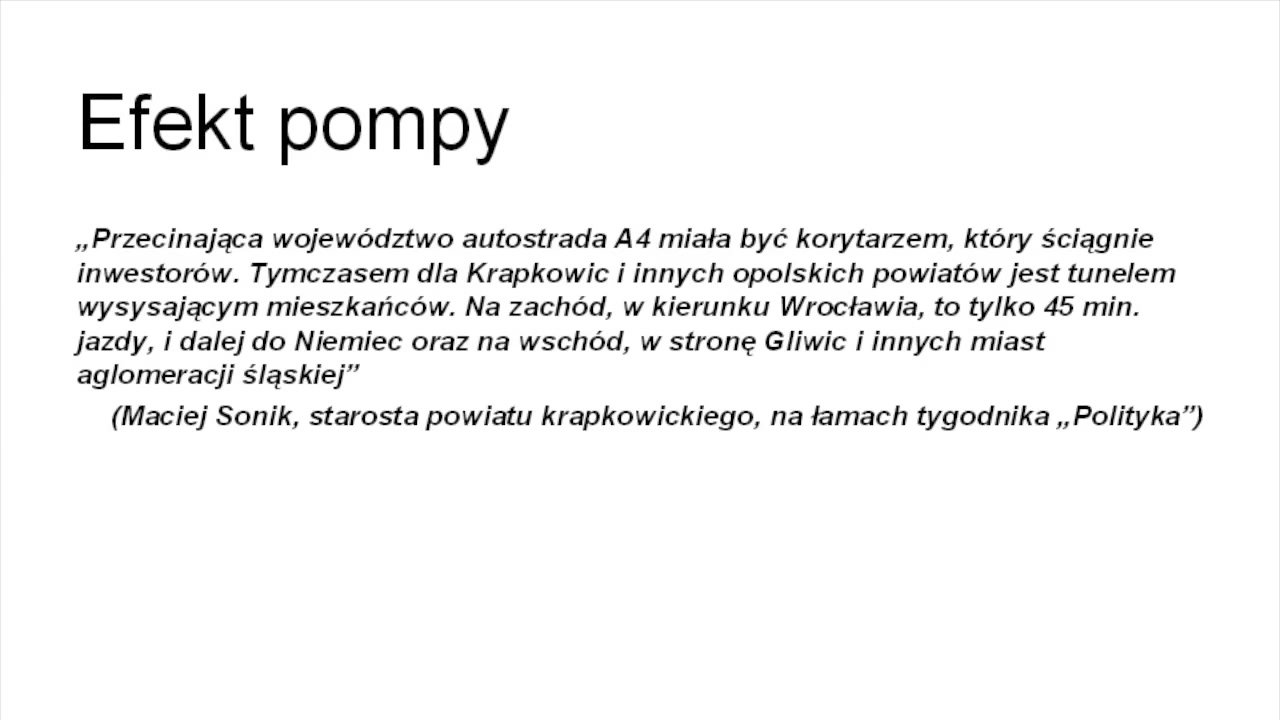 Efekt pompy
„Przecinająca województwo autostrada A4 miała być korytarzem, który ściągnie
inwestorów. Tymczasem dla Krapkowic i innych opolskich powiatów jest tunelem
wysysającym mieszkańców. Na zachód, w kierunku Wrocławia, to tylko 45 min.
jazdy, i dalej do Niemiec oraz na wschód, w stronę Gliwic i innych miast
aglomeracji śląskiej”
(Maciej Sonik, starosta powiatu krapkowickiego, na łamach tygodnika „Polityka”)